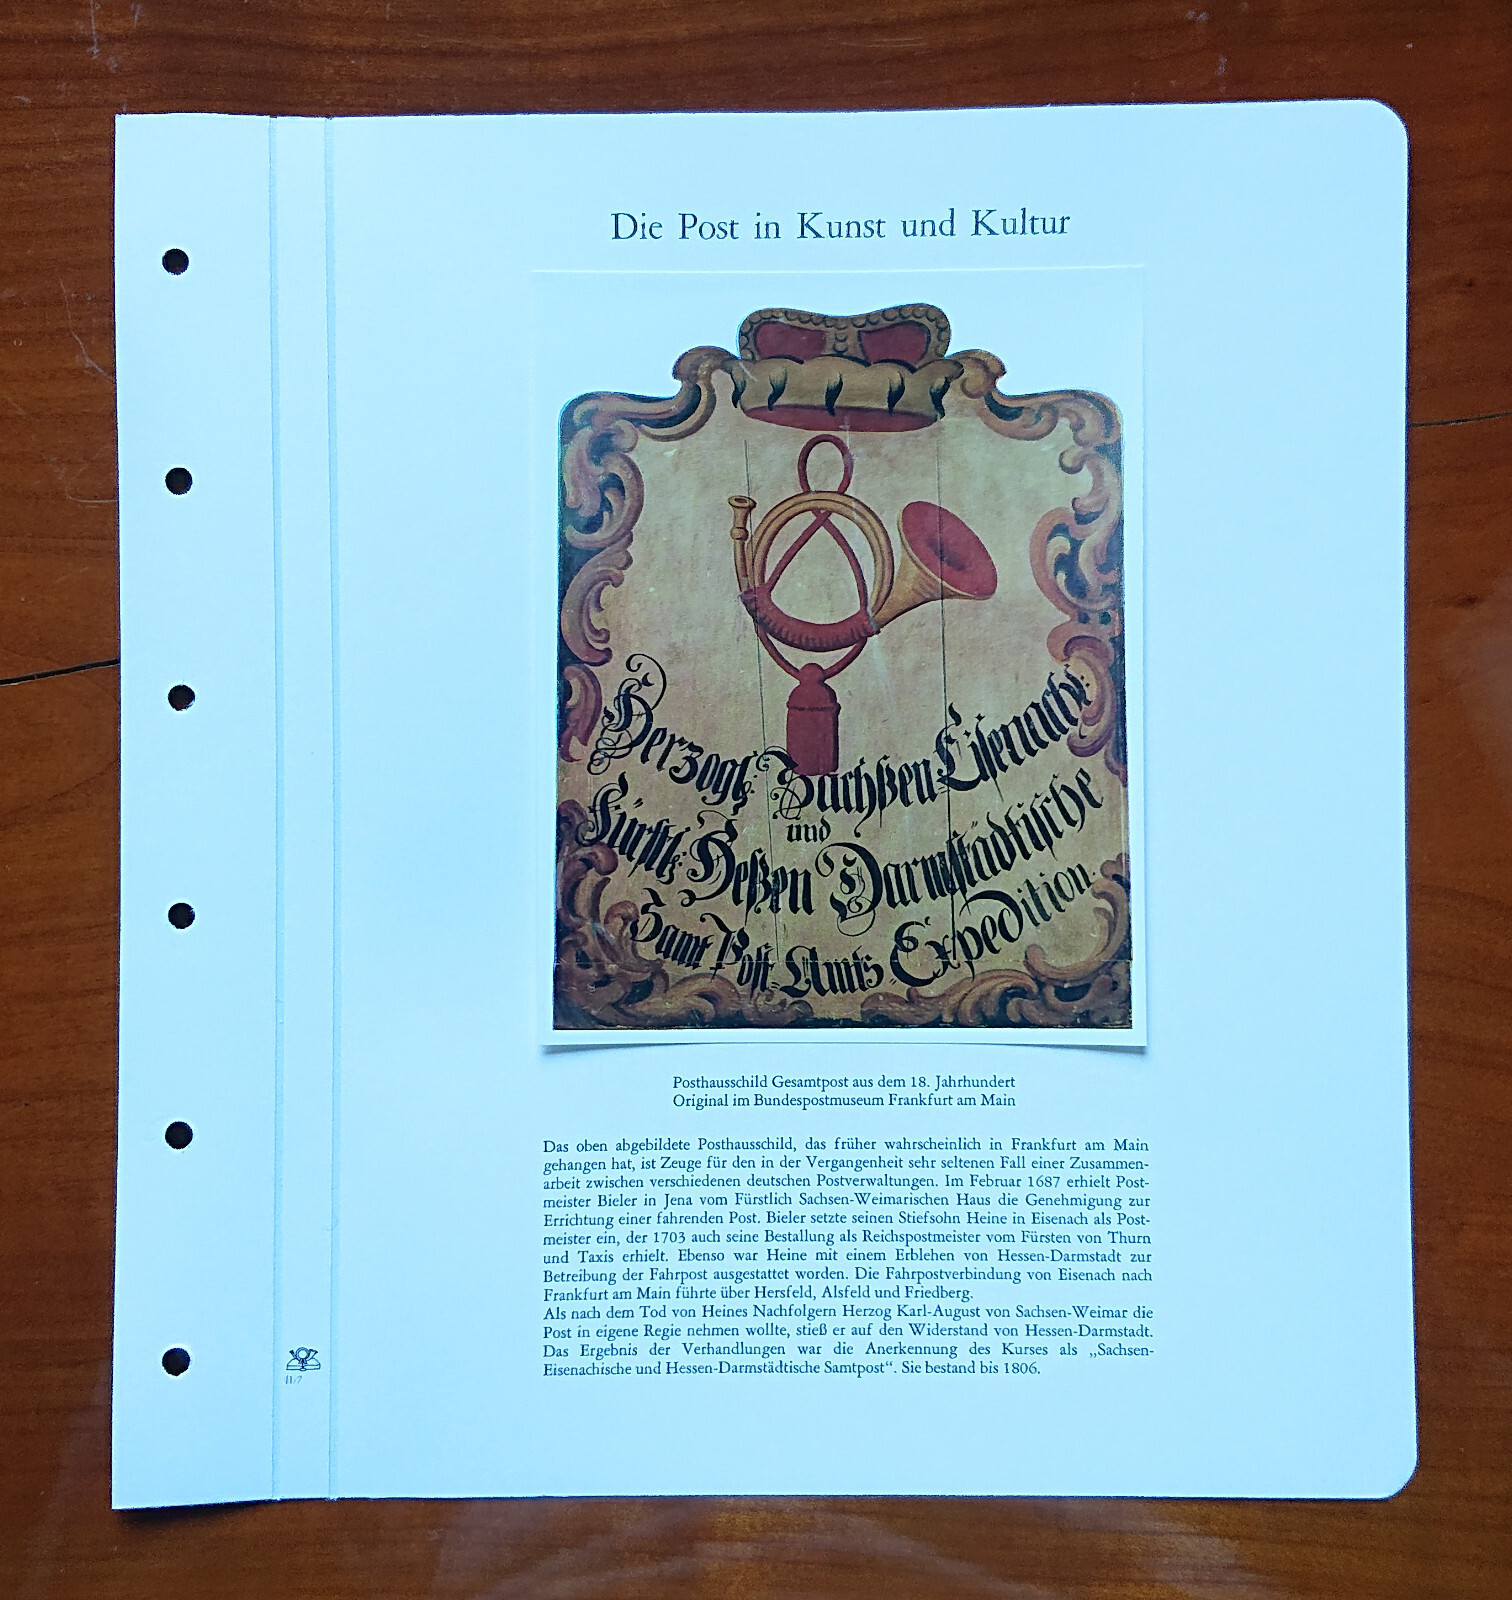 Die Post in Kunst und Kultur
Herzogl: Sachßen Eisenachl:
und
Fürstl: Heßen Darmstädtische
Samt Post=Amts Expedition.
Posthausschild Gesamtpost aus dem 18. Jahrhundert
Original im Bundespostmuseum Frankfurt am Main
Das oben abgebildete Posthausschild, das früher wahrscheinlich in Frankfurt am Main
gehangen hat, ist Zeuge für den in der Vergangenheit sehr seltenen Fall einer Zusammen-
arbeit zwischen verschiedenen deutschen Postverwaltungen. Im Februar 1687 erhielt Post-
meister Bieler in Jena vom Fürstlich Sachsen-Weimarischen Haus die Genehmigung zur
Errichtung einer fahrenden Post. Bieler setzte seinen Stiefsohn Heine in Eisenach als Post-
meister ein, der 1703 auch seine Bestallung als Reichspostmeister vom Fürsten von Thurn
und Taxis erhielt. Ebenso war Heine mit einem Erblehen von Hessen-Darmstadt zur
Betreibung der Fahrpost ausgestattet worden. Die Fahrpostverbindung von Eisenach nach
Frankfurt am Main führte über Hersfeld, Alsfeld und Friedberg.
Als nach dem Tod von Heines Nachfolgern Herzog Karl-August von Sachsen-Weimar die
Post in eigene Regie nehmen wollte, stieß er auf den Widerstand von Hessen-Darmstadt.
Das Ergebnis der Verhandlungen war die Anerkennung des Kurses als „Sachsen-
Eisenachische und Hessen-Darmstädtische Samtpost“. Sie bestand bis 1806.